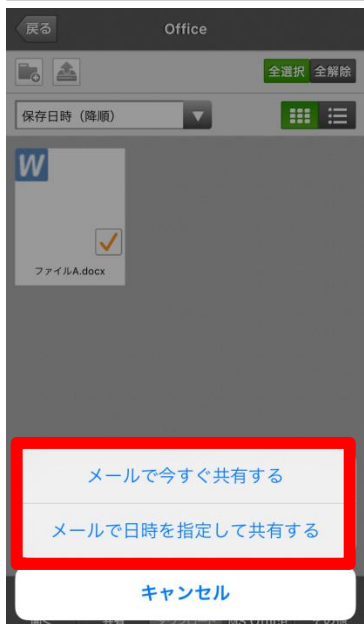 戻る
Office
全選択 全解除
保存日時（降順）
W
ファイルA.docx
メールで今すぐ共有する
メールで日時を指定して共有する
キャンセル